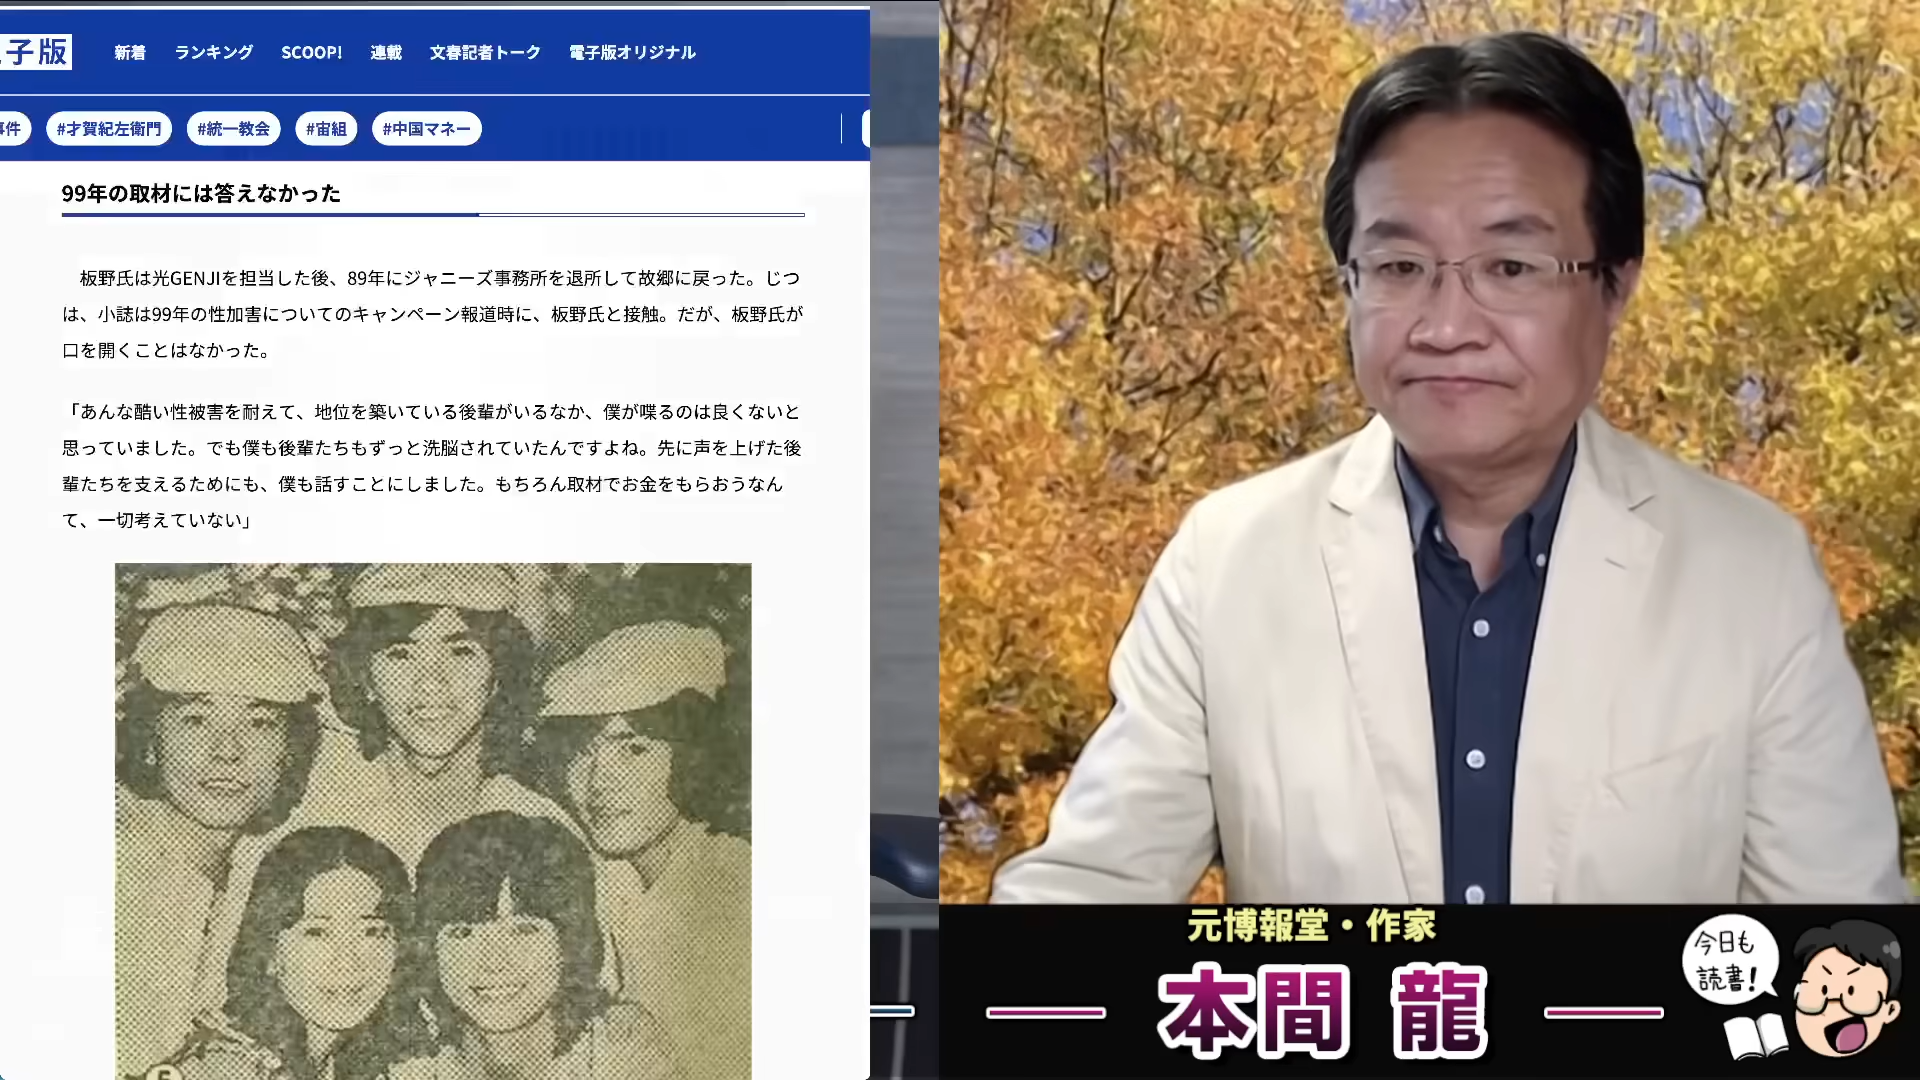 子版
新着 ランキング SCOOP! 連載 文春記者トーク 電子版オリジナル
事件 #才賀紀左衛門 #統一教会 #宙組 #中国マネー
99年の取材には答えなかった
板野氏は光GENJIを担当した後、89年にジャニーズ事務所を退所して故郷に戻った。じつ
は、小誌は99年の性加害についてのキャンペーン報道時に、板野氏と接触。だが、板野氏が
口を開くことはなかった。
「あんな酷い性被害を耐えて、地位を築いている後輩がいるなか、僕が喋るのは良くないと
思っていました。でも僕も後輩たちもずっと洗脳されていたんですよね。先に声を上げた後
輩たちを支えるためにも、僕も話すことにしました。もちろん取材でお金をもらおうなん
て、一切考えていない」
元博報堂・作家
本間 龍
今日も
読書!